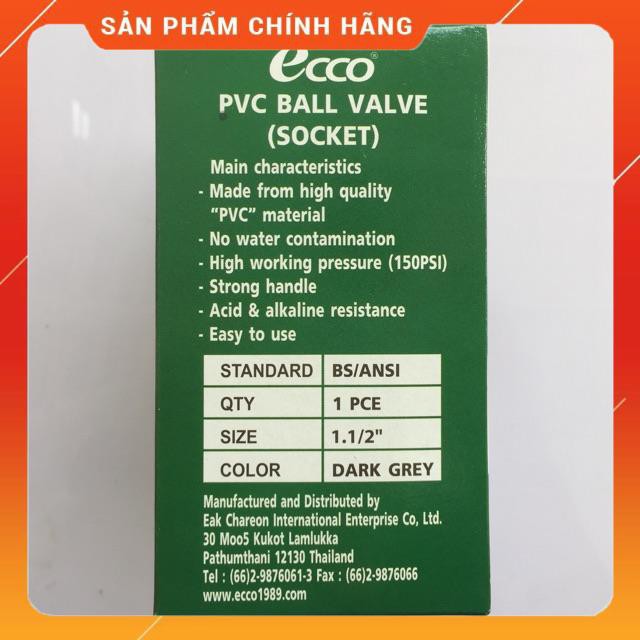 SẢN PHẨM CHÍNH HÃNG
ecco®
PVC BALL VALVE
(SOCKET)
Main characteristics
- Made from high quality
"PVC" material
- No water contamination
- High working pressure (150PSI)
- Strong handle
- Acid & alkaline resistance
- Easy to use
STANDARD BS/ANSI
QTY 1 PCE
SIZE 1.1/2"
COLOR DARK GREY
Manufactured and Distributed by
Eak Chareon International Enterprise Co, Ltd.
30 Moo5 Kukot Lamlukka
Pathumthani 12130 Thailand
Tel : (66)2-9876061-3 Fax : (66)2-9876066
www.ecco1989.com